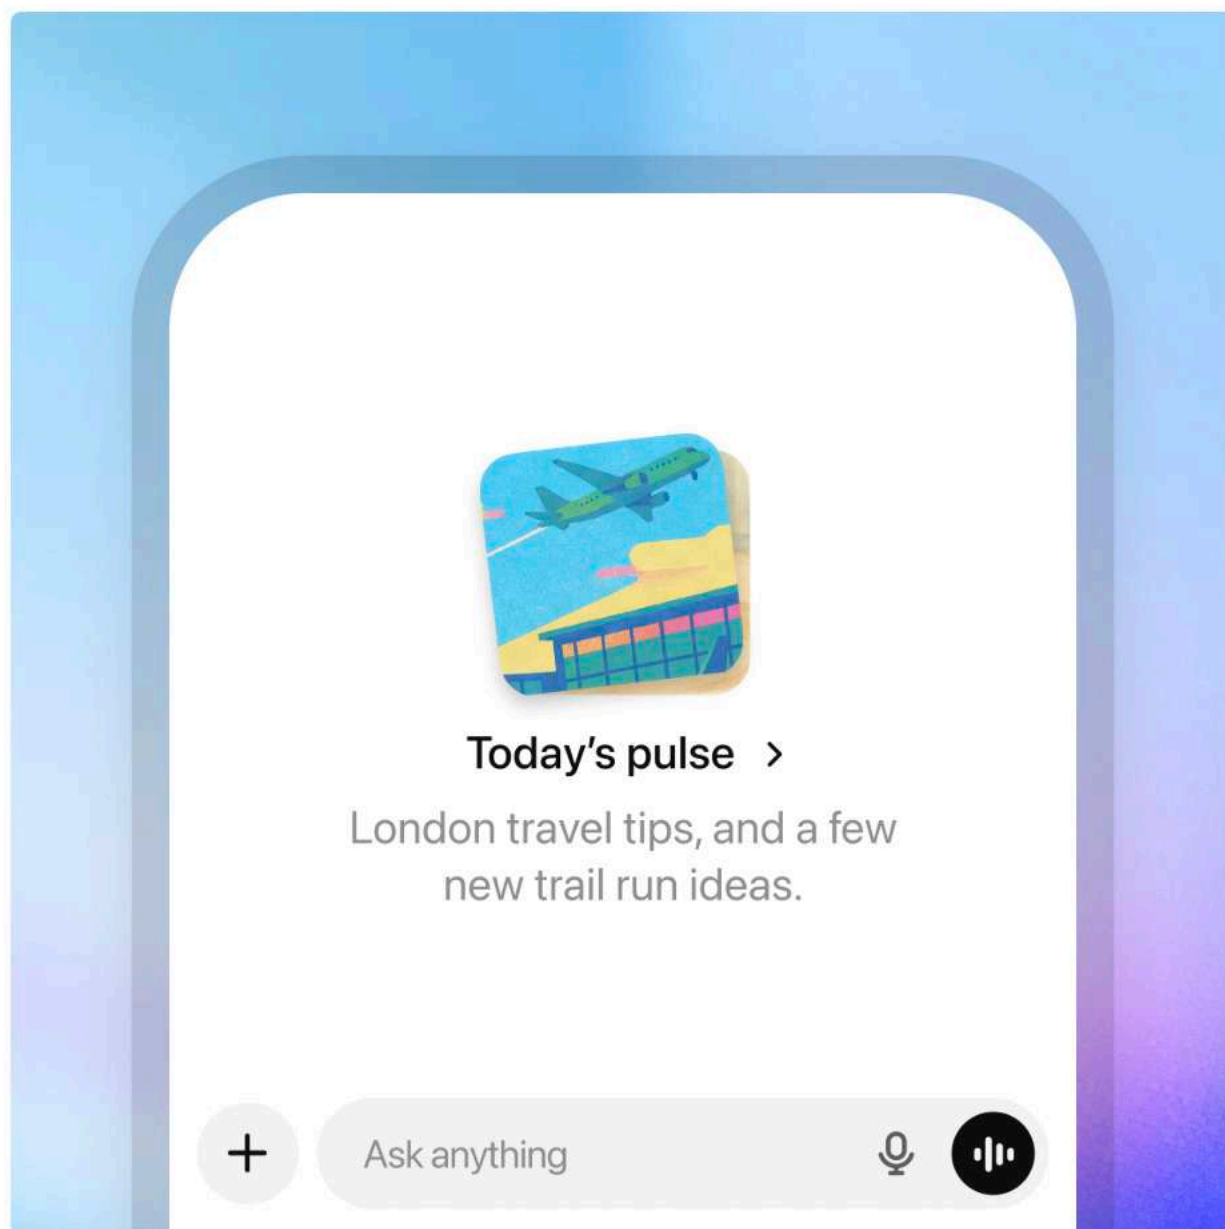 Today’s pulse
London travel tips, and a few
new trail run ideas.
Ask anything